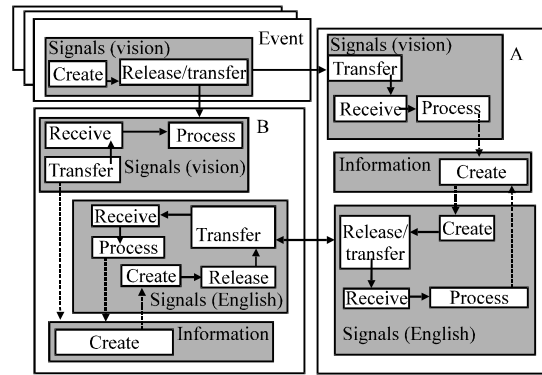 Event
Signals (vision)
Create
Release/transfer
A
Signals (vision)
Transfer
Receive
Process
Information
Create
Create
Release/
transfer
Receive
Process
Signals (English)
B
Receive
Process
Transfer
Signals (vision)
Receive
Transfer
Process
Create
Release
Signals (English)
Information
Create